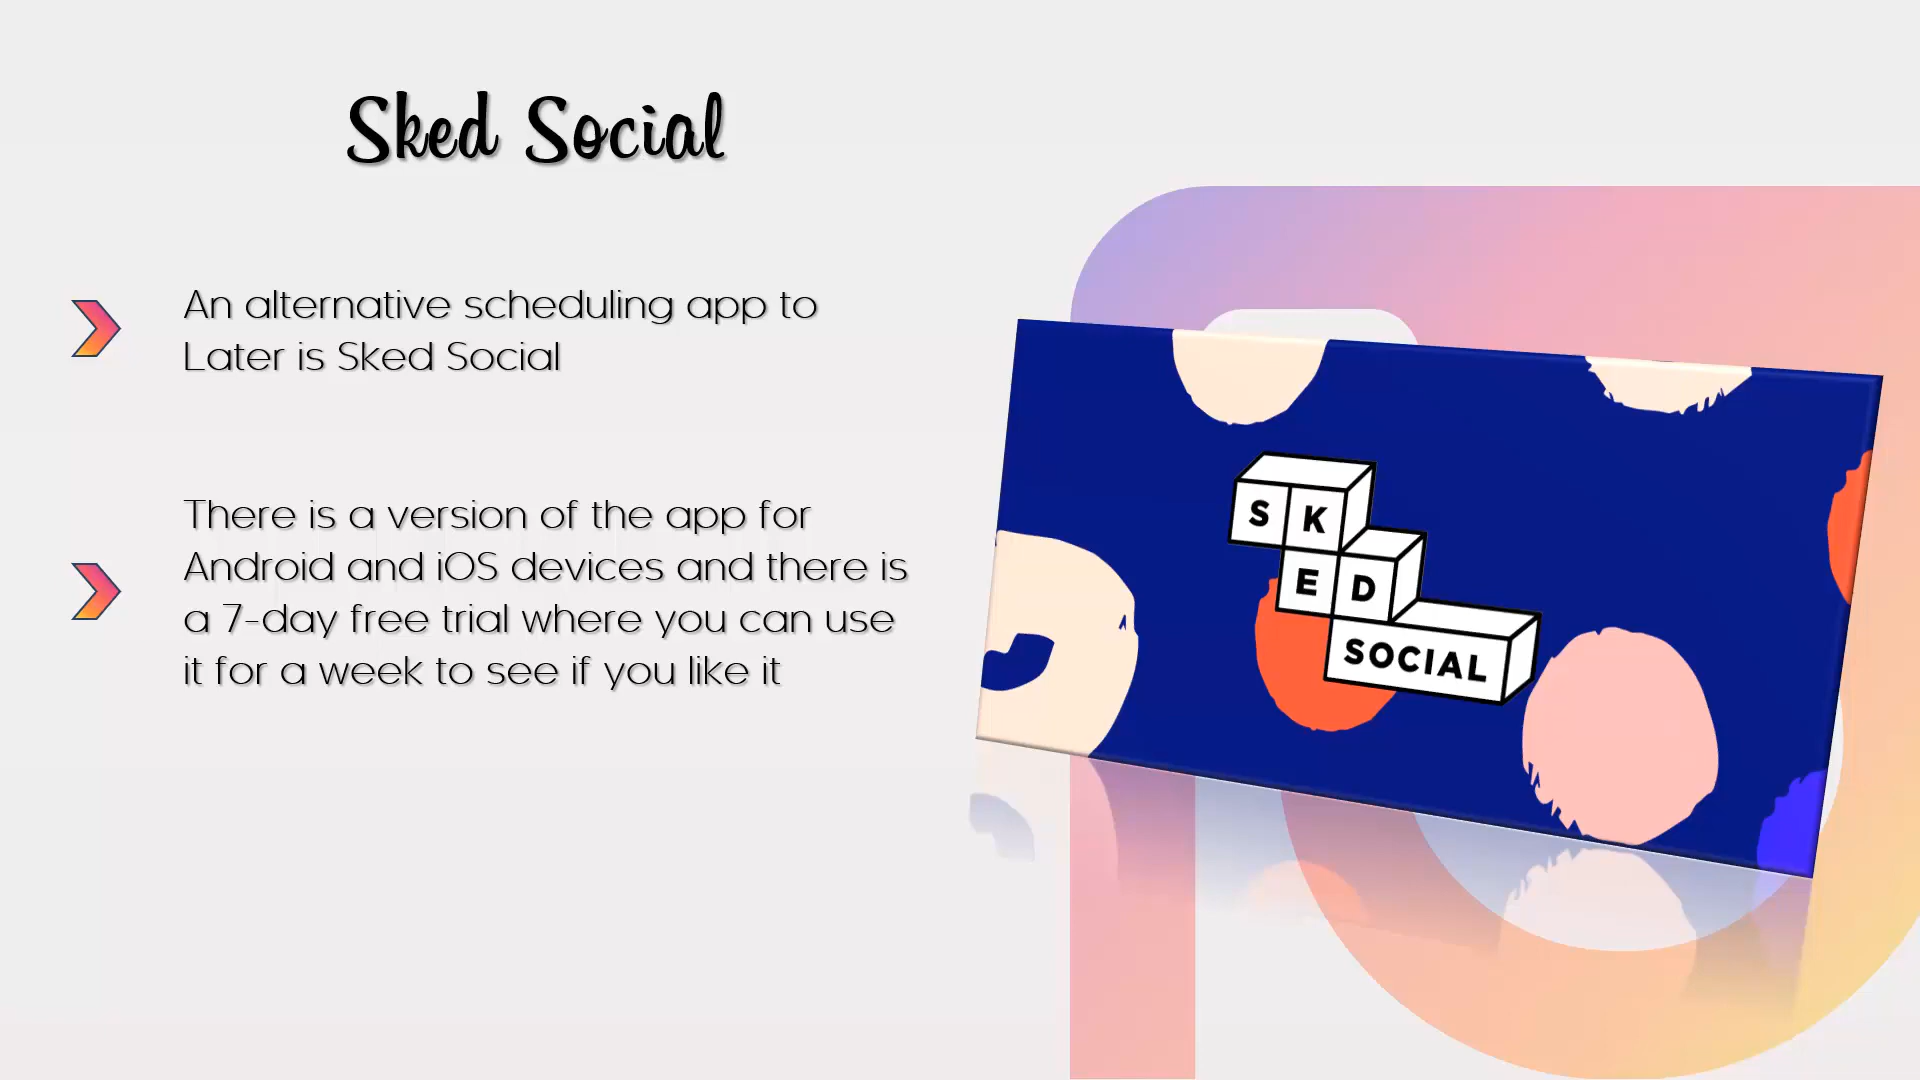 Sked Social
An alternative scheduling app to
Later is Sked Social
There is a version of the app for
Android and iOS devices and there is
a 7-day free trial where you can use
it for a week to see if you like it
SK
ED
SOCIAL